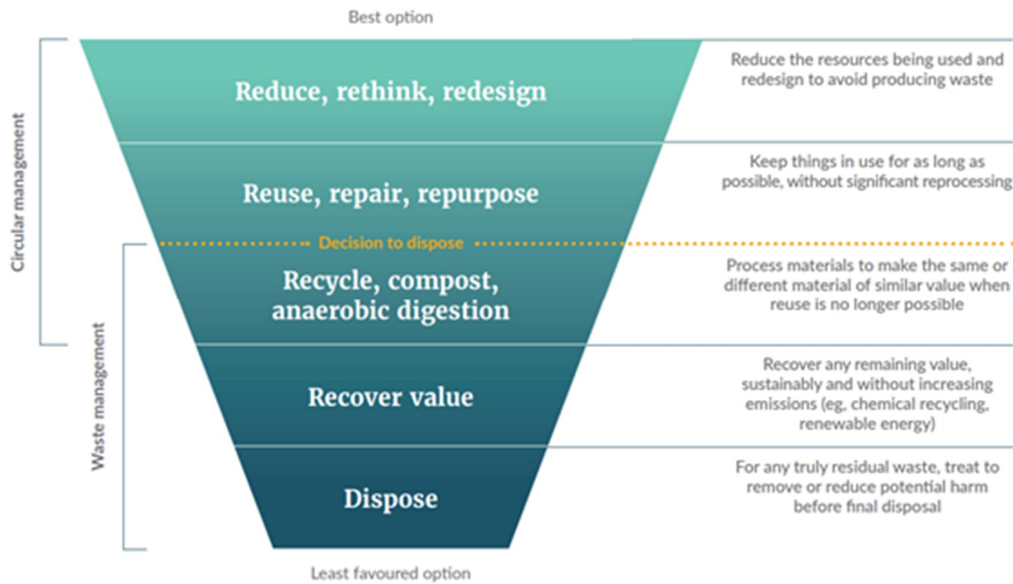 Best option
Circular management
Reduce, rethink, redesign
Reduce the resources being used and
redesign to avoid producing waste
Reuse, repair, repurpose
Keep things in use for as long as
possible, without significant reprocessing
Decision to dispose
Waste management
Recycle, compost,
anaerobic digestion
Process materials to make the same or
different material of similar value when
reuse is no longer possible
Recover value
Recover any remaining value,
sustainably and without increasing
emissions (eg, chemical recycling,
renewable energy)
Dispose
For any truly residual waste, treat to
remove or reduce potential harm
before final disposal
Least favoured option